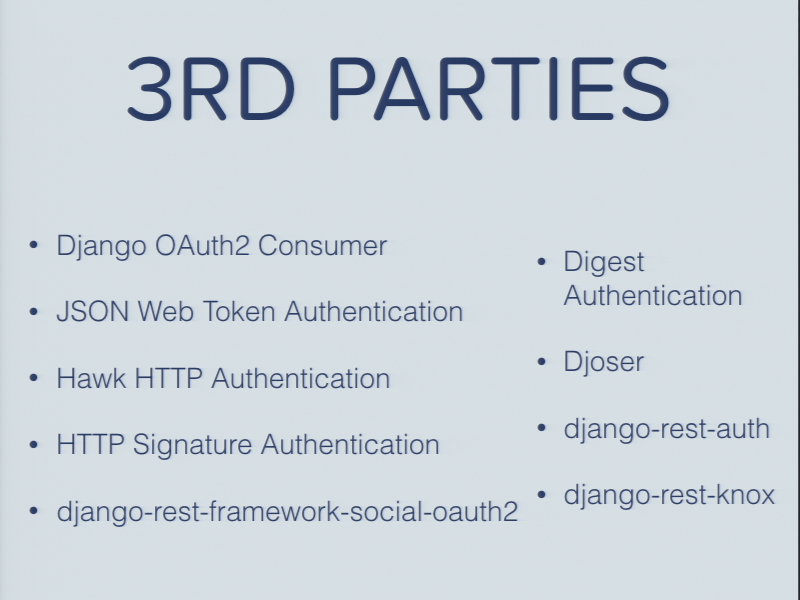 3RD PARTIES
• Django OAuth2 Consumer
• JSON Web Token Authentication
• Hawk HTTP Authentication
• HTTP Signature Authentication
• django-rest-framework-social-oauth2
• Digest
Authentication
• Djoser
• django-rest-auth
• django-rest-knox